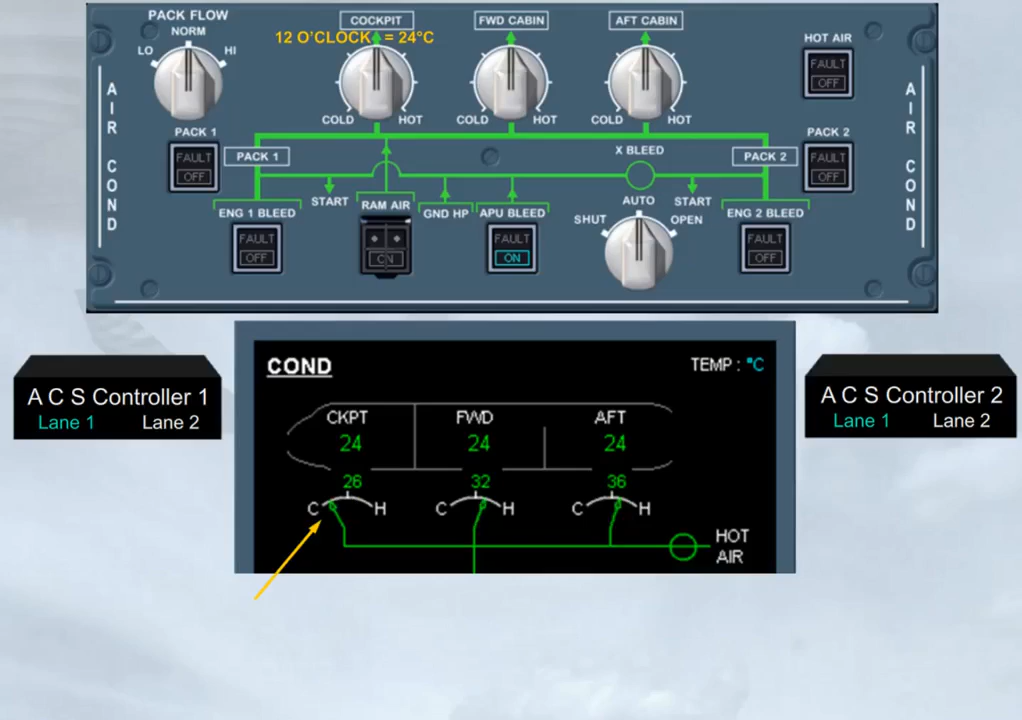 PACK FLOW
NORM
LO
HI
COCKPIT
12 O'CLOCK = 24°C
COLD
HOT
FWD CABIN
COLD
HOT
AFT CABIN
COLD
HOT
HOT AIR
FAULT
OFF
AIR COND
AIR COND
PACK 1
FAULT
OFF
PACK 1
X BLEED
PACK 2
PACK 2
FAULT
OFF
START
RAM AIR
GND HP
APU BLEED
AUTO
START
ENG 1 BLEED
SHUT
OPEN
ENG 2 BLEED
FAULT
OFF
ON
FAULT
ON
FAULT
OFF
A C S Controller 1
Lane 1 Lane 2
COND
TEMP : °C
CKPT FWD AFT
24 24 24
26 32 36
C H C H C H
HOT
AIR
A C S Controller 2
Lane 1 Lane 2